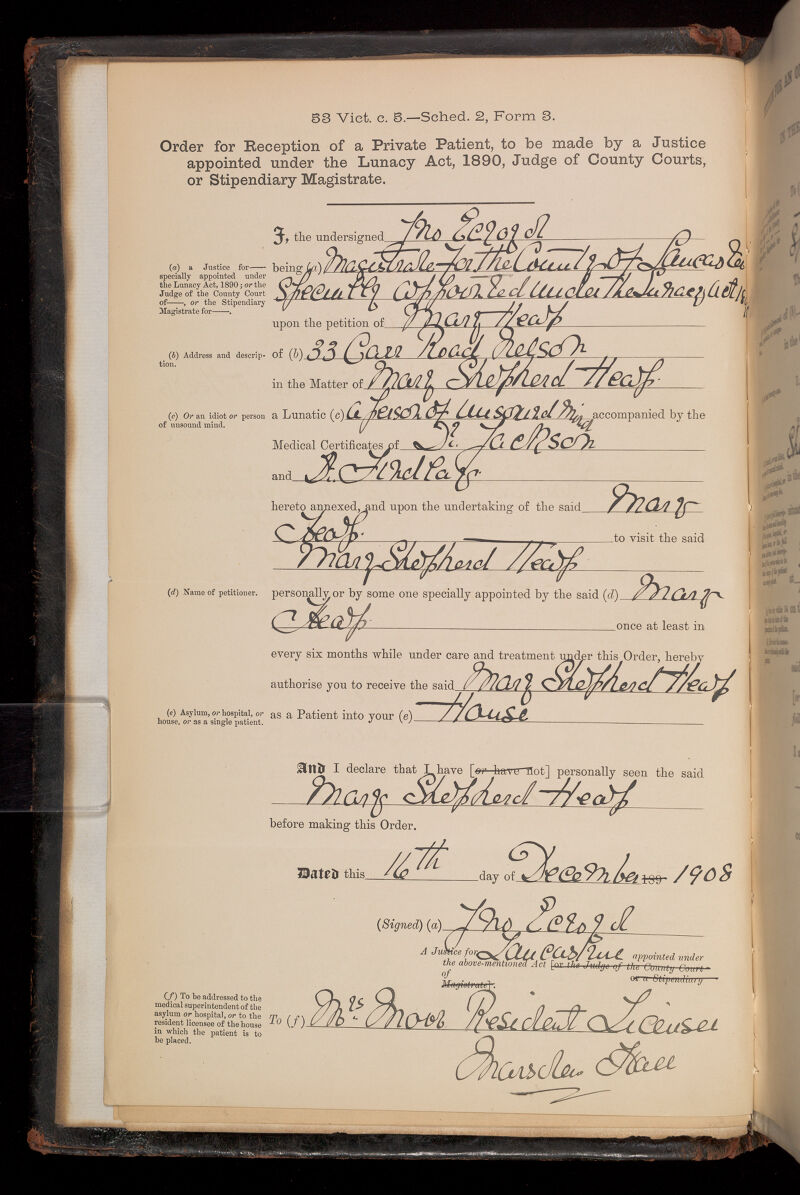 53 Vict. c. 5.—Sched. 2, Form 3.
Order for Reception of a Private Patient, to be made by a Justice
appointed under the Lunacy Act, 1890, Judge of County Courts,
or Stipendiary Magistrate.
I, the undersigned Jno Ecroyd
(a) a Justice for——
specially appointed under
the Lunacy Act, 1890; or the
Judge of the County Court
of——, or the Stipendiary
Magistrate for——.
being (a) Magistrate for the County of Lancaster
Specially appointed under the Lunacy Act
upon the petition of Mary Heap
(b) Address and descrip-
tion.
of (b) 33 Carr Road Nelson
in the Matter of Mary Shepherd Heap
(c) Or an idiot or person
of unsound mind.
a Lunatic (c) a person of unsound Mind accompanied by the
Medical Certificates of Dr. Jackson
and Dr. Findlay
hereto annexed, and upon the undertaking of the said Mary
Heap to visit the said
Mary Shepherd Heap
(d) Name of petitioner.
personally, or by some one specially appointed by the said (d) Mary
Heap once at least in
every six months while under care and treatment under this Order, hereby
authorise you to receive the said Mary Shepherd Heap
(e) Asylum, or hospital, or
house, or as a single patient.
as a Patient into your (e) House
And I declare that I have [or have not] personally seen the said
Mary Shepherd Heap
before making this Order.
Dated this 16th day of December 189 1908
(Signed) (a) Jno Ecroyd
A Justice for Lancashire appointed under
the above-mentioned Act [or the Judge of the County Court
of or a Stipendiary
Magistrate].
(f) To be addressed to the
medical superintendent of the
asylum or hospital, or to the
resident licensee of the house
in which the patient is to
be placed.
To (f) Mrs. Moor Resident Licensee
Marsden Hall